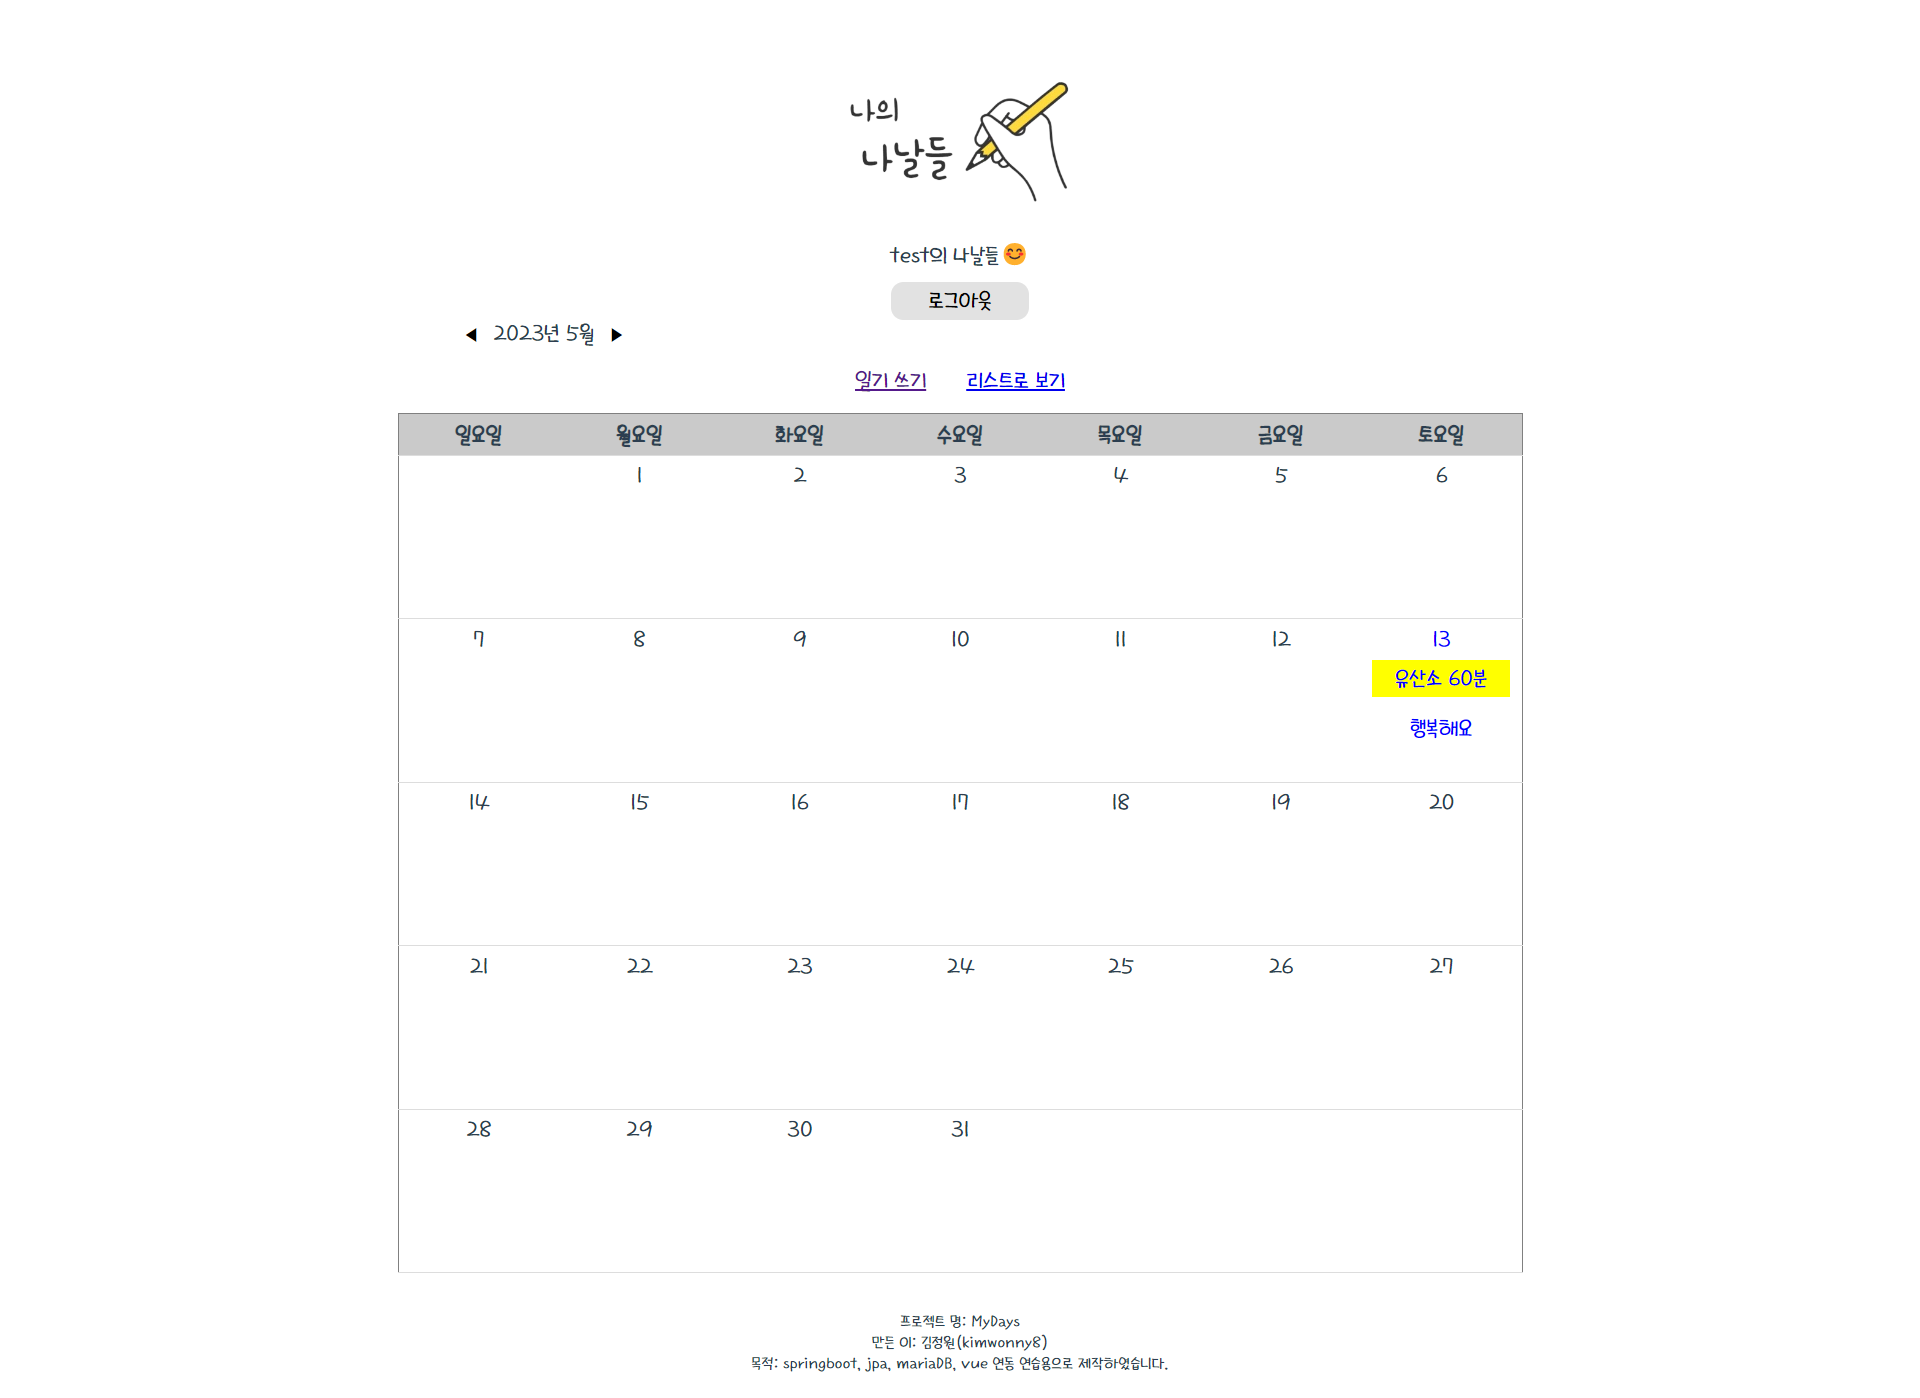 나의
나날들
test의 나날들 😊
로그아웃
◀ 2023년 5월 ▶
일기 쓰기 리스트로 보기
일요일 월요일 화요일 수요일 목요일 금요일 토요일
1 2 3 4 5 6
7 8 9 10 11 12 13
유산소 60분
행복해요
14 15 16 17 18 19 20
21 22 23 24 25 26 27
28 29 30 31
프로젝트 명: MyDays
만든 이: 김정원(kimwonny8)
목적: springboot, jpa, mariaDB, vue 연동 연습용으로 제작하였습니다.